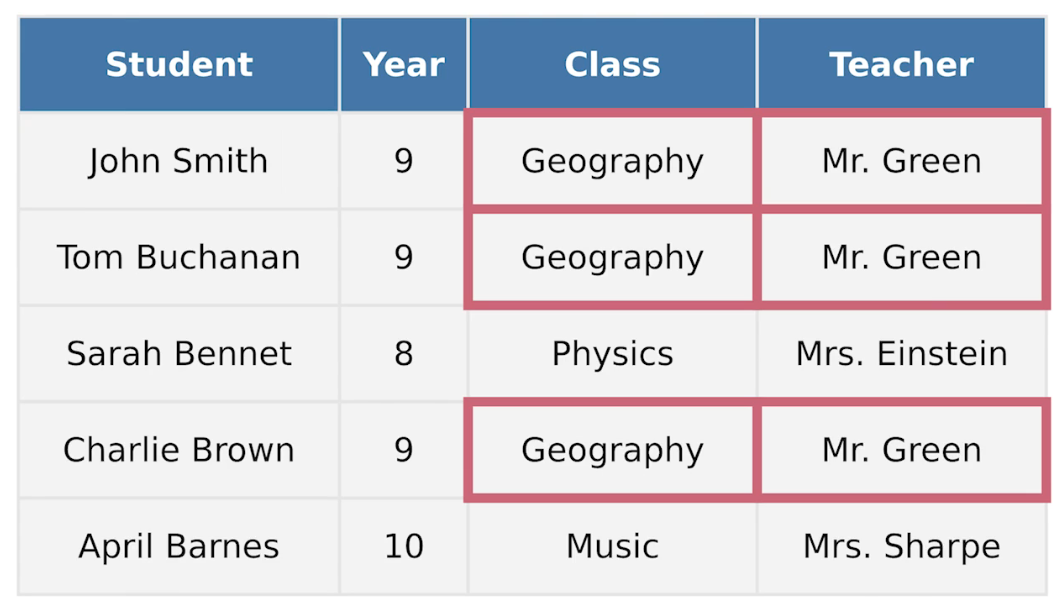 Student Year Class Teacher
John Smith 9 Geography Mr. Green
Tom Buchanan 9 Geography Mr. Green
Sarah Bennet 8 Physics Mrs. Einstein
Charlie Brown 9 Geography Mr. Green
April Barnes 10 Music Mrs. Sharpe